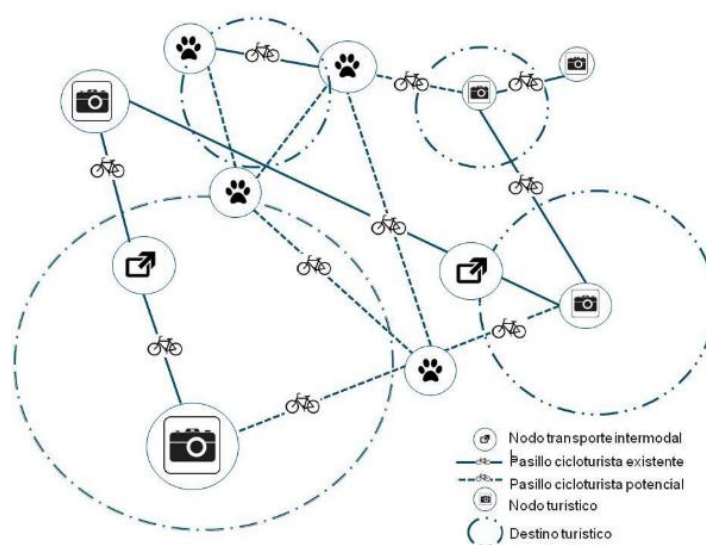 Nodo transporte intermodal
Pasillo cicloturista existente
Pasillo cicloturista potencial
Nodo turístico
Destino turístico